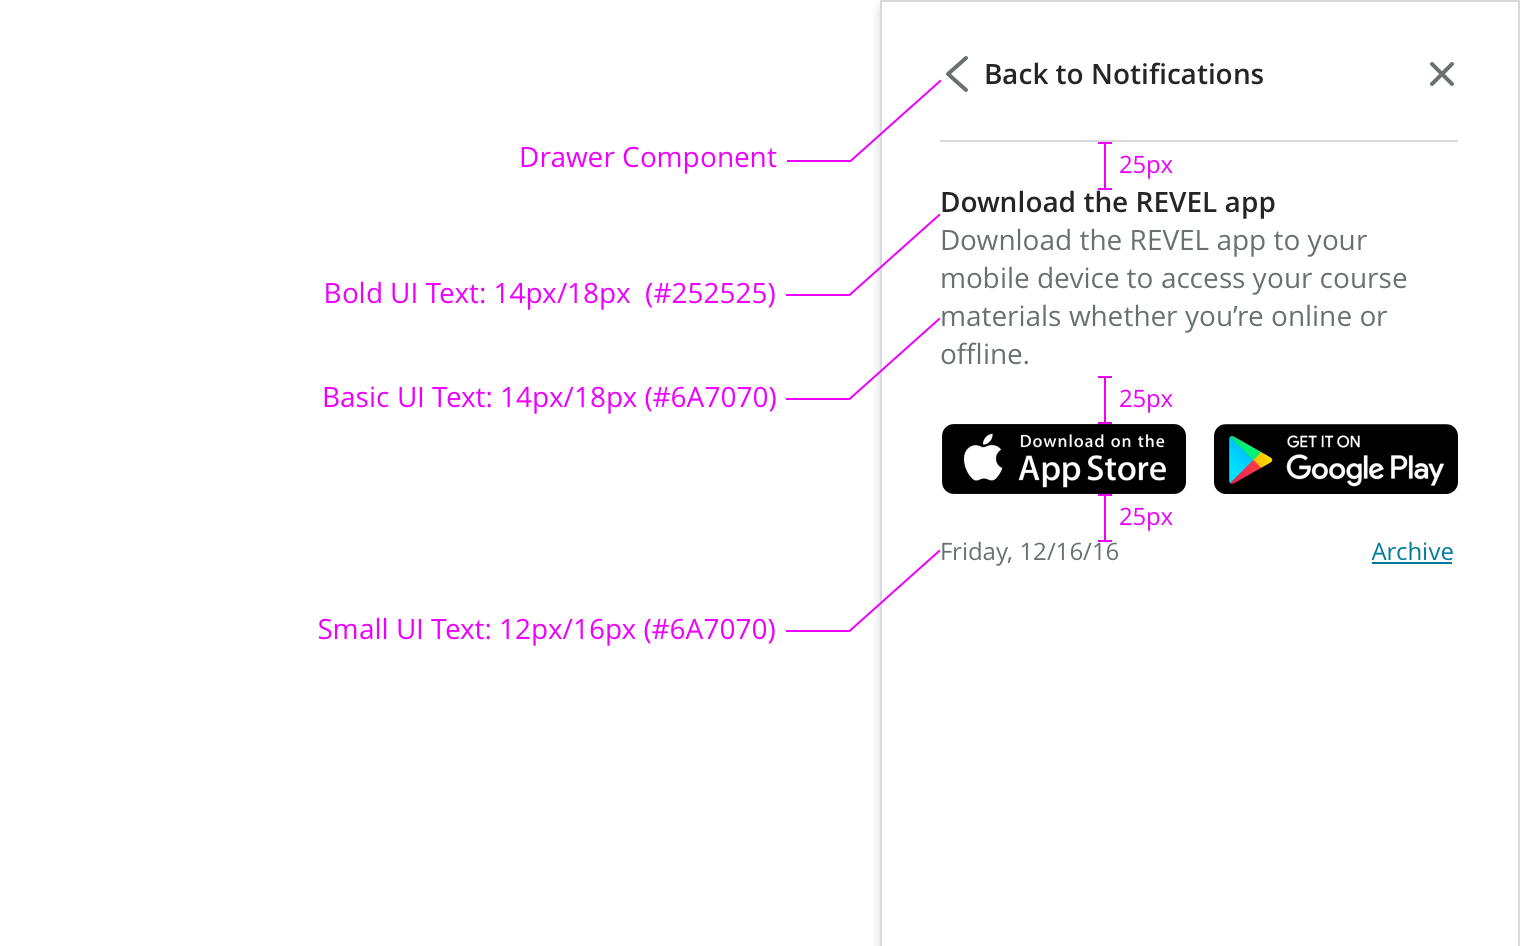 Back to Notifications
Drawer Component
25px
Download the REVEL app
Download the REVEL app to your
mobile device to access your course
materials whether you’re online or
offline.
Bold UI Text: 14px/18px  (#252525)
Basic UI Text: 14px/18px (#6A7070)
25px
Download on the
App Store
GET IT ON
Google Play
25px
Friday, 12/16/16
Archive
Small UI Text: 12px/16px (#6A7070)